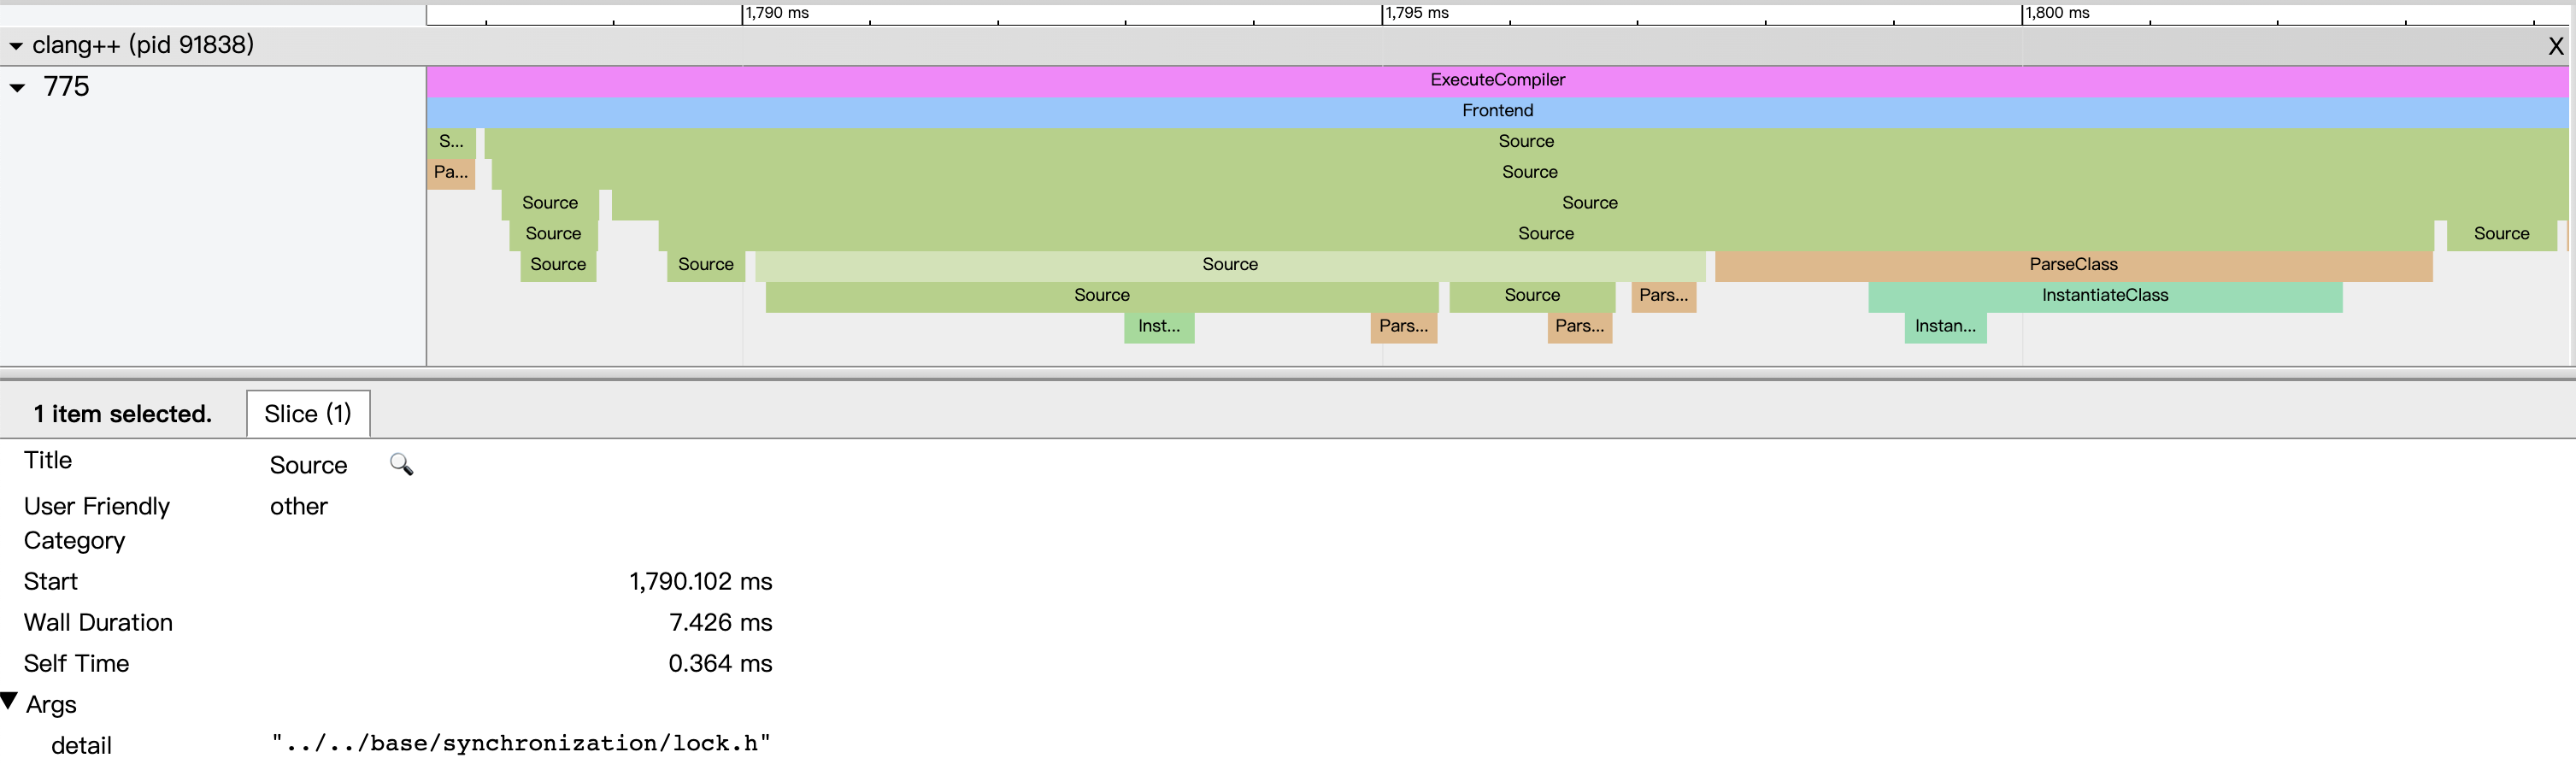 1,790 ms 1,795 ms 1,800 ms
clang++ (pid 91838) X
775
ExecuteCompiler
Frontend
S... Source
Pa... Source
Source Source
Source Source Source
Source Source Source ParseClass
Source Source Pars... InstantiateClass
Inst... Pars... Pars... Instan...
1 item selected. Slice (1)
Title Source
User Friendly Category other
Start 1,790.102 ms
Wall Duration 7.426 ms
Self Time 0.364 ms
Args
detail "../../base/synchronization/lock.h"